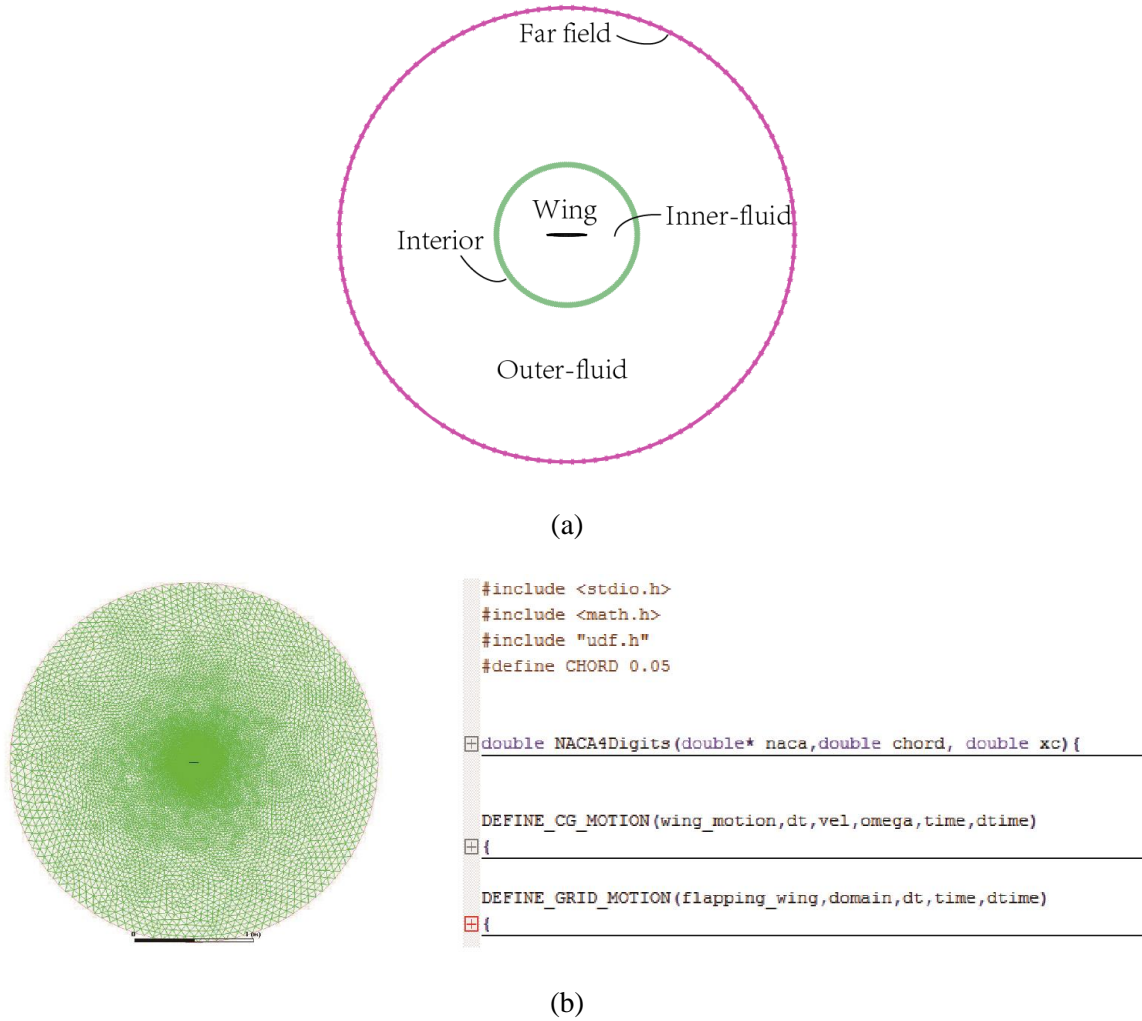 Far field
Wing
Inner-fluid
Interior
Outer-fluid
(a)
#include <stdio.h>
#include <math.h>
#include "udf.h"
#define CHORD 0.05
double NACA4Digits(double* naca,double chord, double xc){
DEFINE_CG_MOTION(wing_motion,dt,vel,omega,time,dtime)
{
DEFINE_GRID_MOTION(flapping_wing,domain,dt,time,dtime)
{
0
(b)